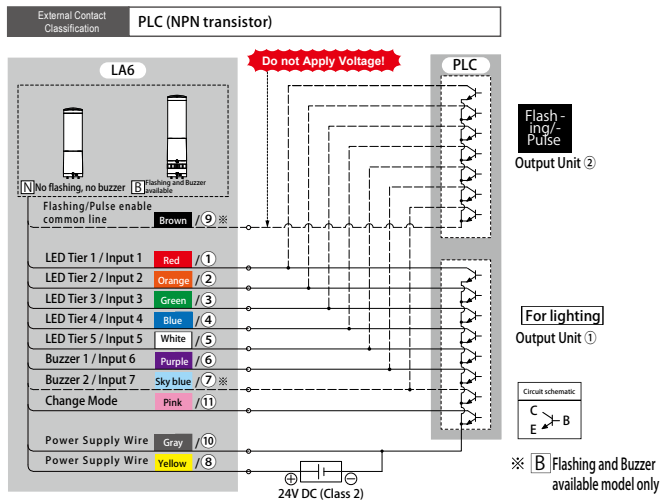 External Contact
Classification
PLC (NPN transistor)
LA6
Do not Apply Voltage!
PLC
N No flashing, no buzzer
B Flashing and Buzzer
available
Flash-
ing/-
Pulse
Output Unit ②
Flashing/Pulse enable
common line
Brown /⑨ ※
LED Tier 1 / Input 1 Red /①
LED Tier 2 / Input 2 Orange /②
LED Tier 3 / Input 3 Green /③
LED Tier 4 / Input 4 Blue /④
LED Tier 5 / Input 5 White /⑤
Buzzer 1 / Input 6 Purple /⑥
Buzzer 2 / Input 7 Sky blue /⑦ ※
Change Mode Pink /⑪
Power Supply Wire Gray /⑩
Power Supply Wire Yellow /⑧
⊕ ⊖
24V DC (Class 2)
For lighting
Output Unit ①
Circuit schematic
C
E
B
※ B Flashing and Buzzer
available model only